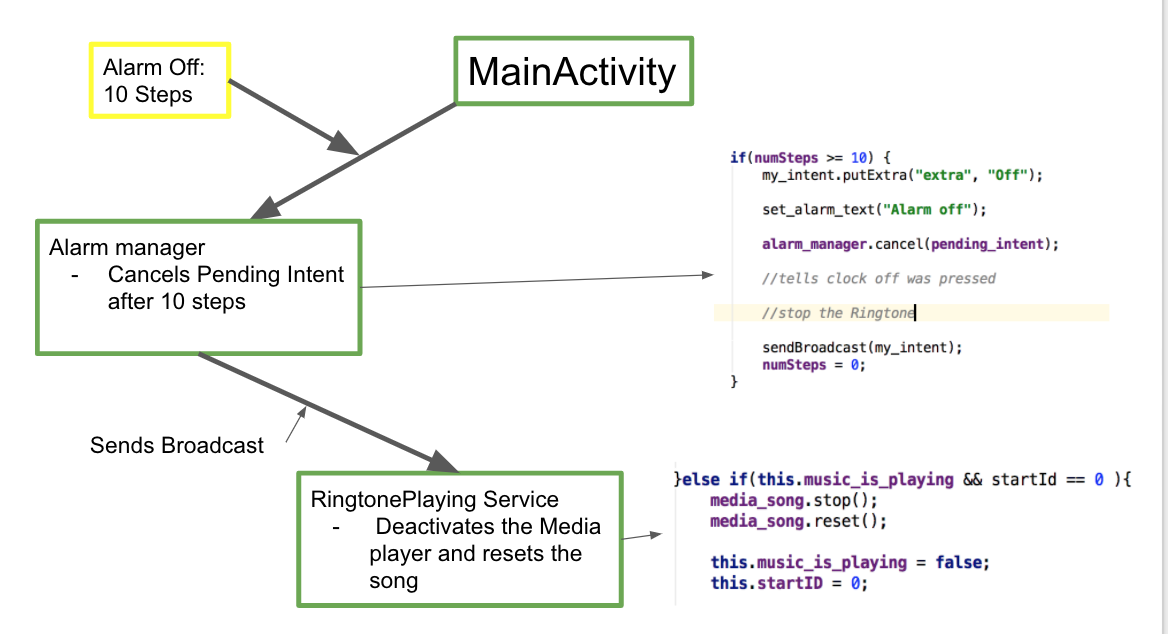 Alarm Off:
10 Steps
MainActivity
Alarm manager
- Cancels Pending Intent
after 10 steps
if(numSteps >= 10) {
my_intent.putExtra("extra", "Off");
set_alarm_text("Alarm off");
alarm_manager.cancel(pending_intent);
//tells clock off was pressed
//stop the Ringtone
sendBroadcast(my_intent);
numSteps = 0;
}
Sends Broadcast
RingtonePlaying Service
- Deactivates the Media
player and resets the
song
}else if(this.music_is_playing && startId == 0 ){
media_song.stop();
media_song.reset();
this.music_is_playing = false;
this.startID = 0;